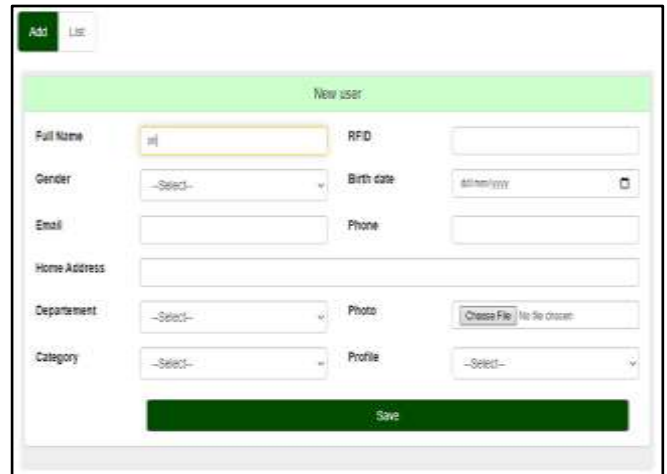 Add List
New user
Full Name RFID
Gender --Select-- Birth date dd/mm/yyyy
Email Phone
Home Address
Departement --Select-- Photo Choose File No file chosen
Category --Select-- Profile --Select--
Save